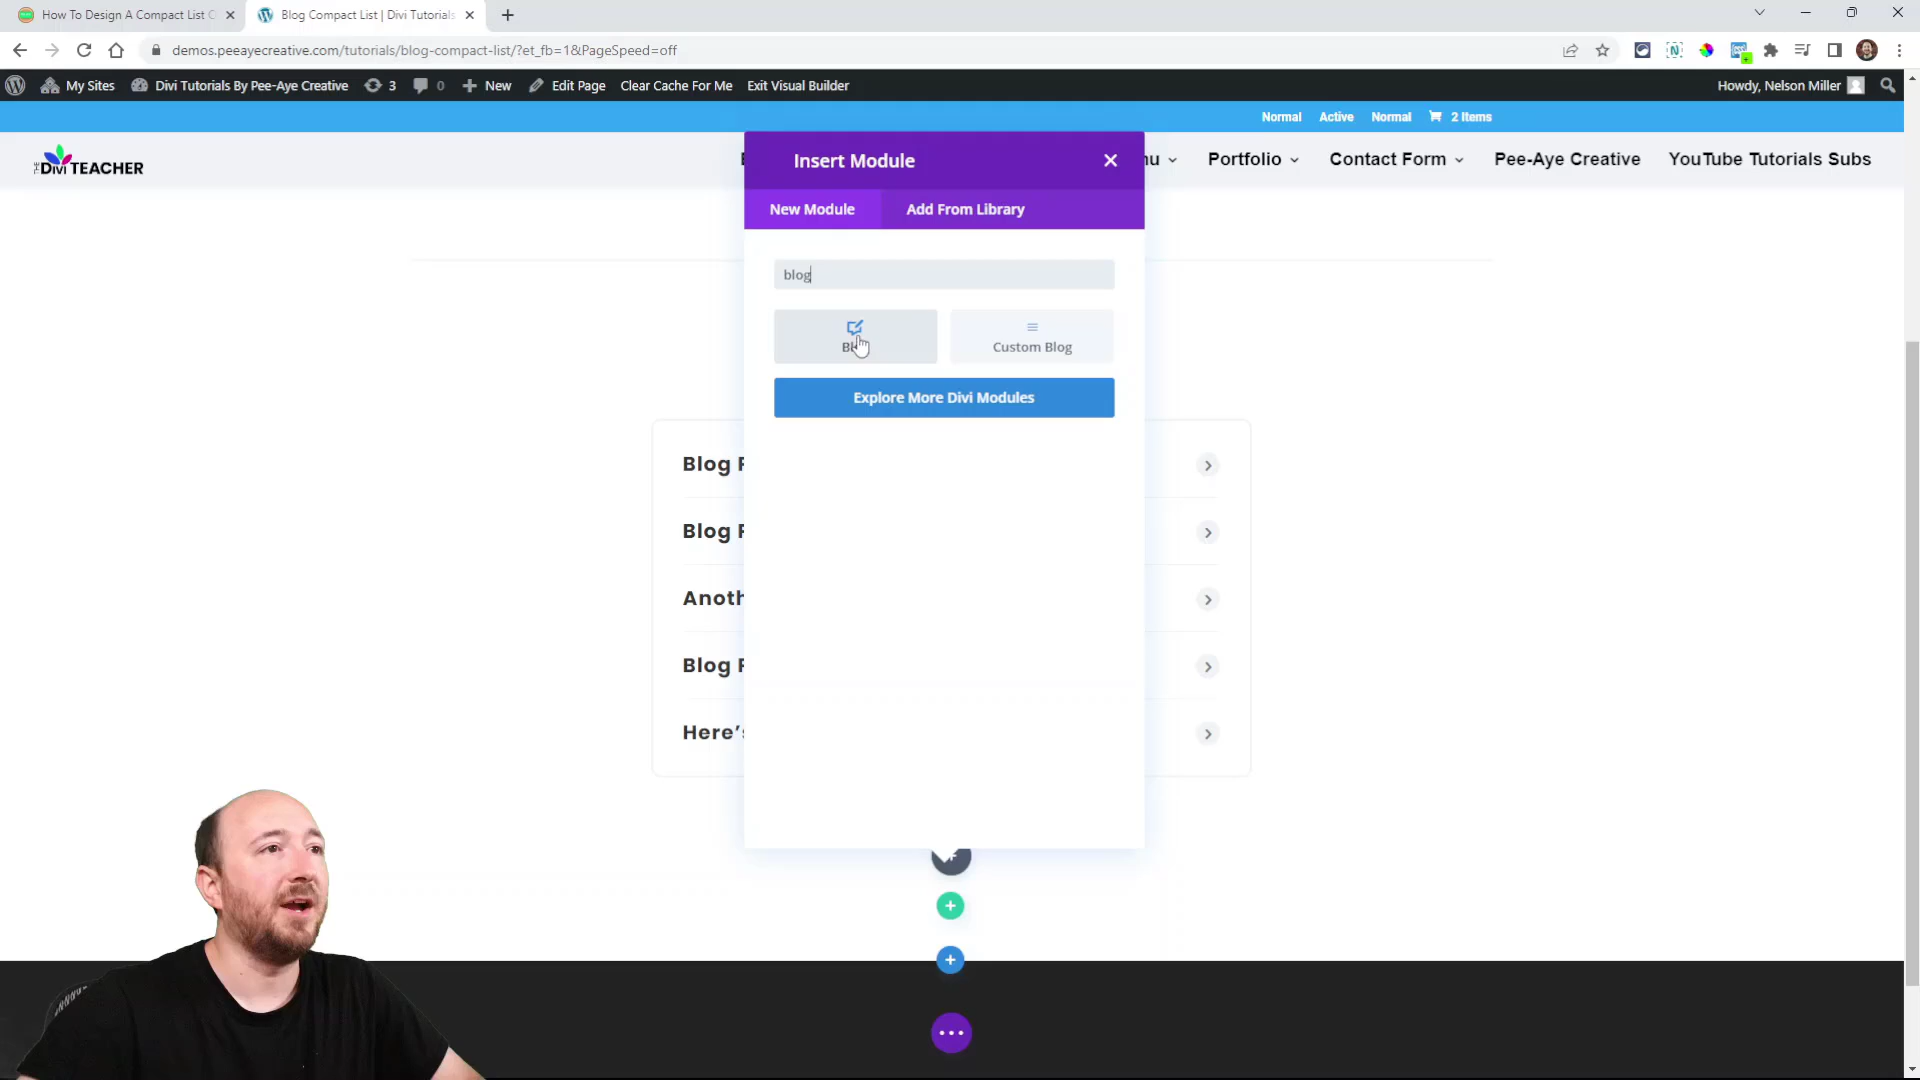 How To Design A Compact List
Blog Compact List | Divi Tutorials
demos.peeayecreative.com/tutorials/blog-compact-list/?et_fb=1&PageSpeed=off
My Sites
Divi Tutorials By Pee-Aye Creative
3
0
New
Edit Page
Clear Cache For Me
Exit Visual Builder
Howdy, Nelson Miller
Normal
Active
Normal
2 Items
THE DIVI TEACHER
Portfolio
Contact Form
Pee-Aye Creative
YouTube Tutorials Subs
Insert Module
New Module
Add From Library
blog
Custom Blog
Explore More Divi Modules
Blog
Blog
Blog
Here's